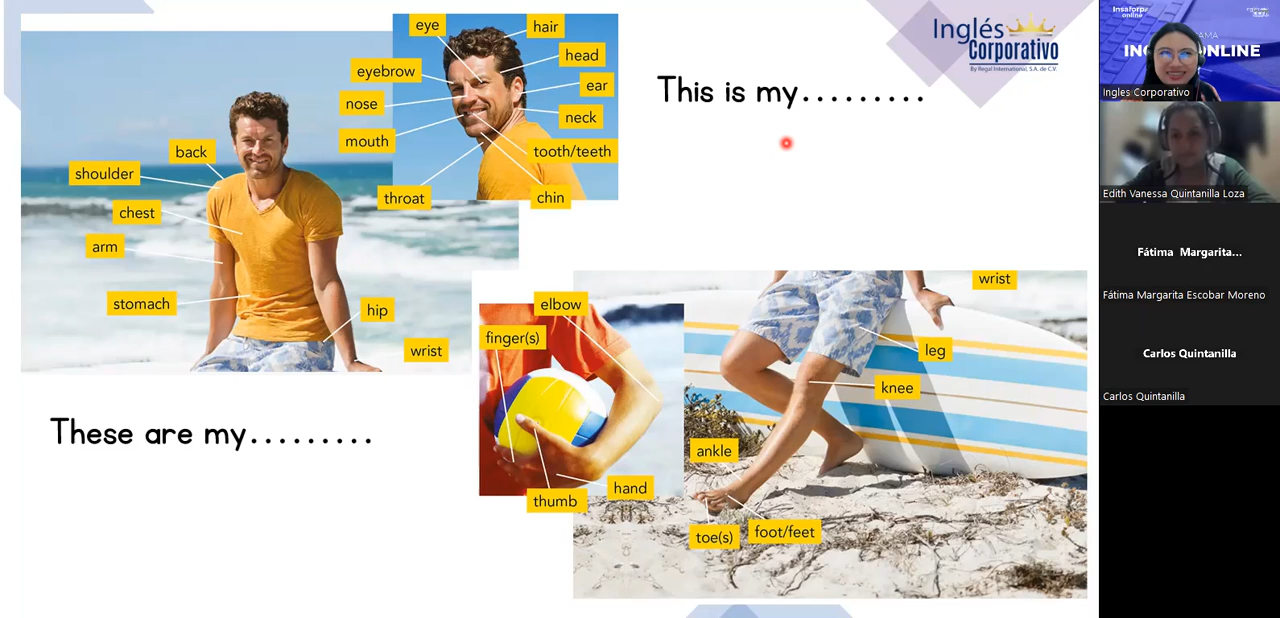 eye
hair
head
eyebrow
ear
nose
neck
mouth
tooth/teeth
throat
chin
back
shoulder
chest
arm
stomach
hip
wrist
This is my.........
Inglés
Corporativo
By Regal International, S.A. de C.V.
These are my.........
elbow
finger(s)
thumb
hand
wrist
leg
knee
ankle
toe(s)
foot/feet
Insaforp
online
Ingles Corporativo
Edith Vanessa Quintanilla Loza
Fátima Margarita...
Fátima Margarita Escobar Moreno
Carlos Quintanilla
Carlos Quintanilla